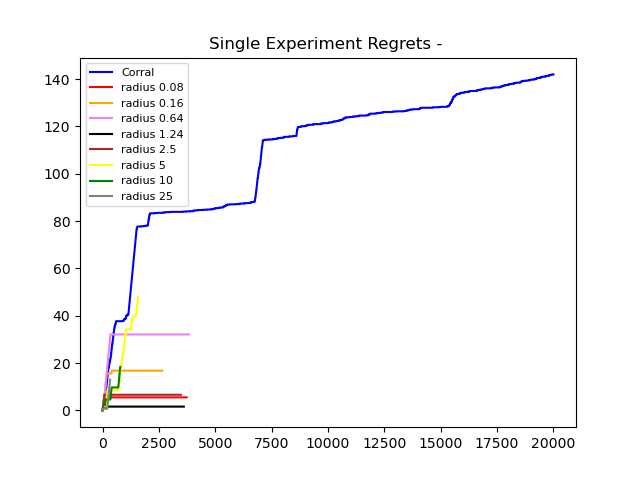 Single Experiment Regrets -
Corral
radius 0.08
radius 0.16
radius 0.64
radius 1.24
radius 2.5
radius 5
radius 10
radius 25
140
120
100
80
60
40
20
0
0 2500 5000 7500 10000 12500 15000 17500 20000